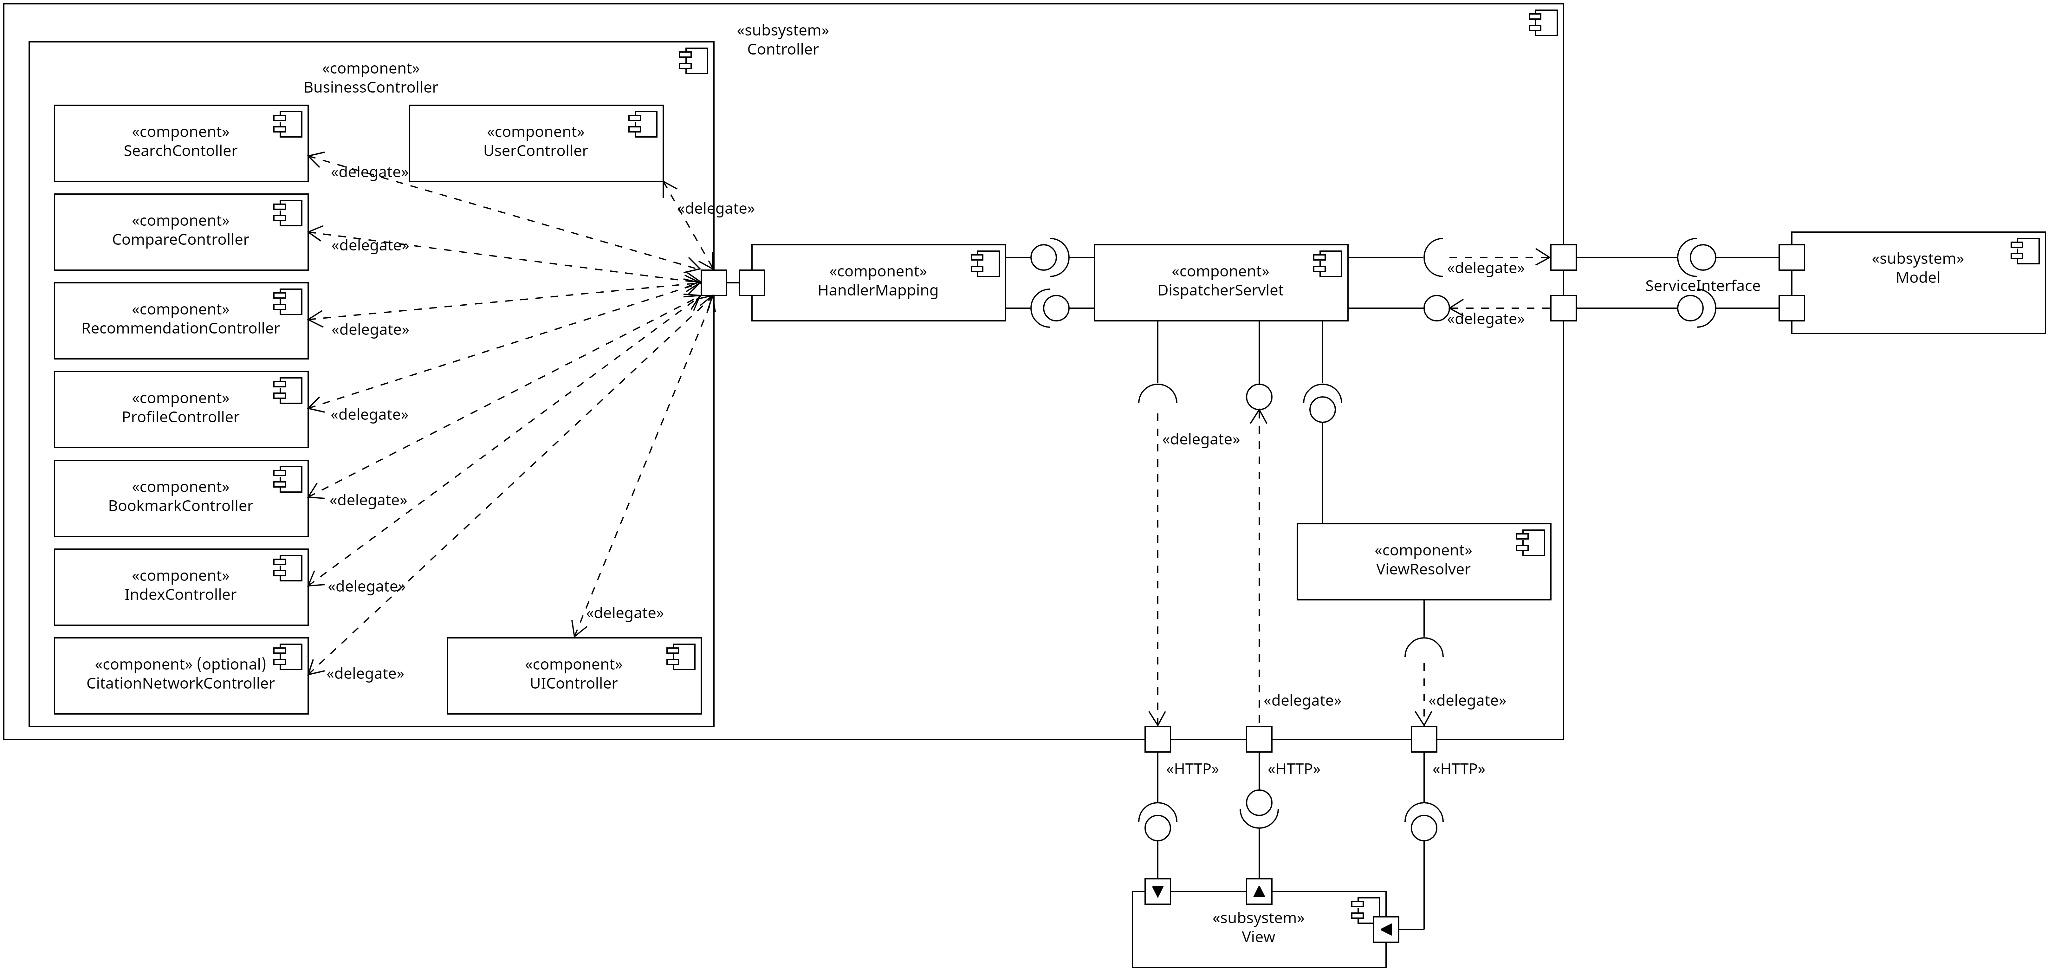 «subsystem»
Controller
«component»
BusinessController
«component»
SearchContoller
«component»
UserController
«delegate»
«delegate»
«component»
CompareController
«delegate»
«component»
RecommendationController
«delegate»
«component»
ProfileController
«delegate»
«component»
BookmarkController
«delegate»
«component»
IndexController
«delegate»
«component» (optional)
CitationNetworkController
«delegate»
«delegate»
«component»
UIController
«component»
HandlerMapping
«component»
DispatcherServlet
«delegate»
«delegate»
ServiceInterface
«subsystem»
Model
«delegate»
«component»
ViewResolver
«delegate»
«delegate»
«HTTP»
«HTTP»
«HTTP»
«subsystem»
View